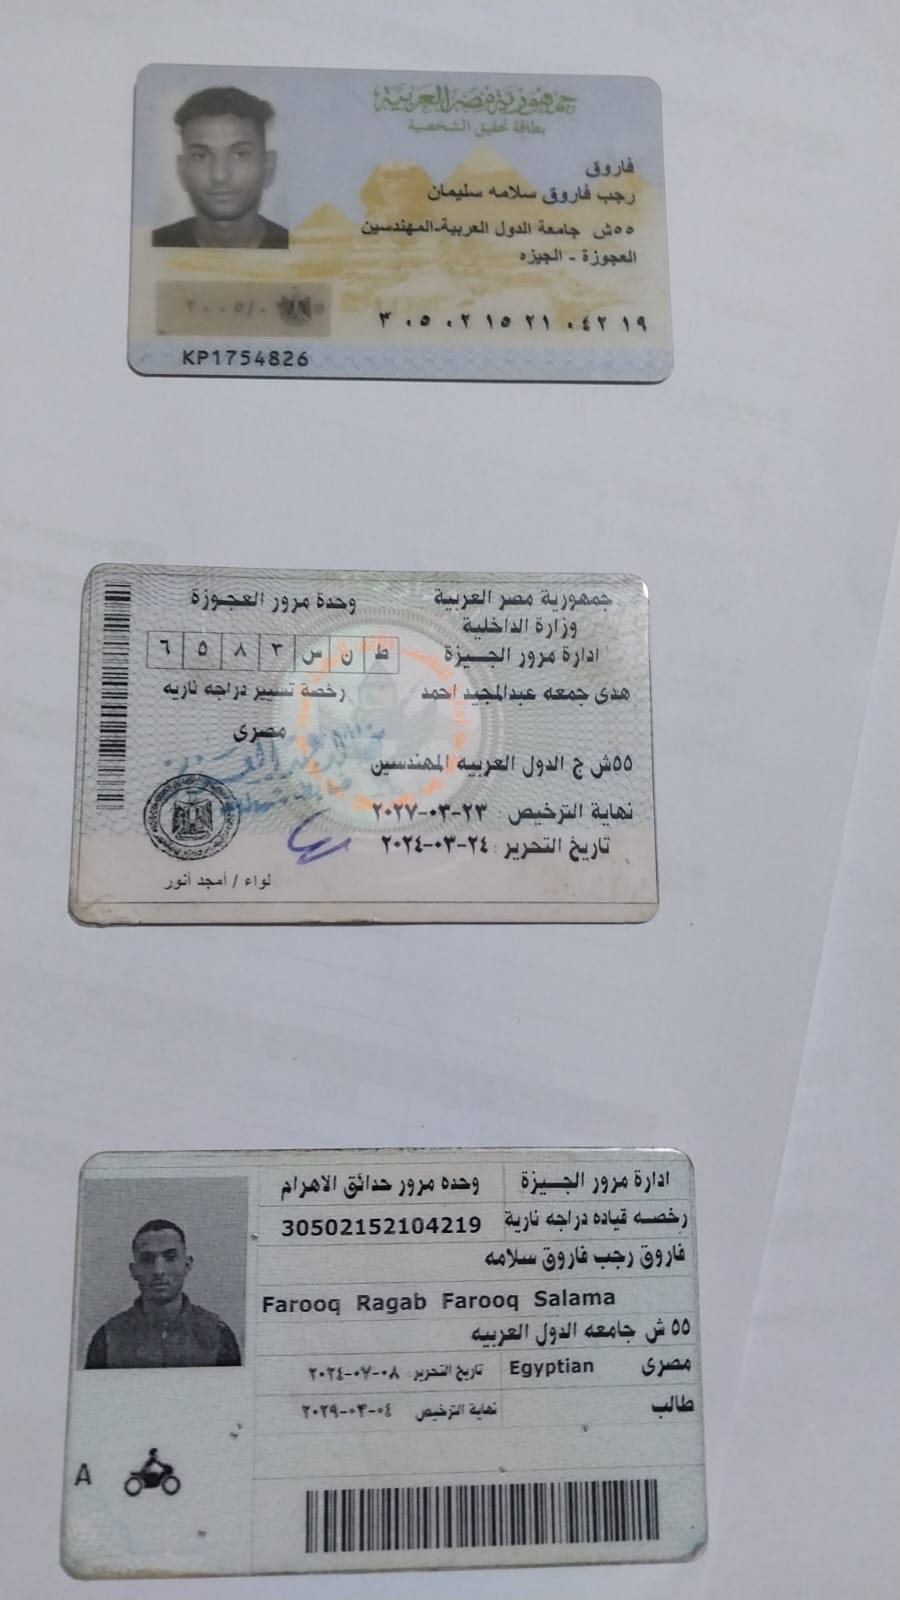 جمهورية مصر العربية
بطاقة تحقيق الشخصية
فاروق
رجب فاروق سلامه سليمان
٥٥ش جامعة الدول العربية-المهندسين
العجوزة - الجيزه
٣٠٥٠٢١٥٢١٠٤٢١٩
KP1754826
جمهورية مصر العربية وحدة مرور العجوزة
وزارة الداخلية
ادارة مرور الجيزة ط ن س ٣ ٨ ٥ ٦
هدى جمعه عبدالمجيد احمد رخصة تسيير دراجه ناريه
مصرى
٥٥ش ج الدول العربيه المهندسين
نهاية الترخيص : ٢٣-٠٣-٢٠٢٧
تاريخ التحرير : ٢٤-٠٣-٢٠٢٤
لواء / أمجد أنور
ادارة مرور الجيزة وحده مرور حدائق الاهرام
رخصه قياده دراجه نارية 30502152104219
فاروق رجب فاروق سلامه
Farooq Ragab Farooq Salama
٥٥ ش جامعه الدول العربيه
مصرى Egyptian تاريخ التحرير: ٠٨-٠٧-٢٠٢٤
طالب نهاية الترخيص ٠٤-٠٣-٢٠٢٩
A